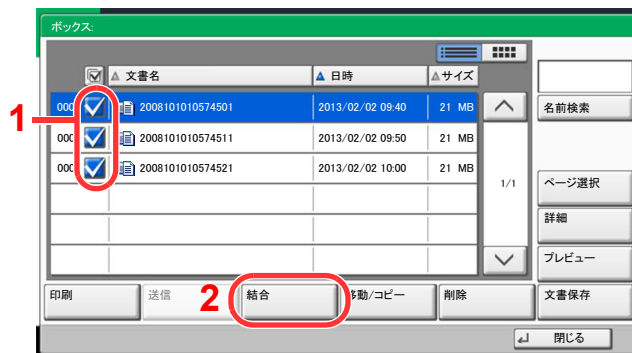 ボックス:
文書名 日時 サイズ
1
000 2008101010574501 2013/02/02 09:40 21 MB
000 2008101010574511 2013/02/02 09:50 21 MB
000 2008101010574521 2013/02/02 10:00 21 MB
1/1
名前検索
ページ選択
詳細
プレビュー
印刷 送信 2 結合 移動/コピー 削除 文書保存
閉じる